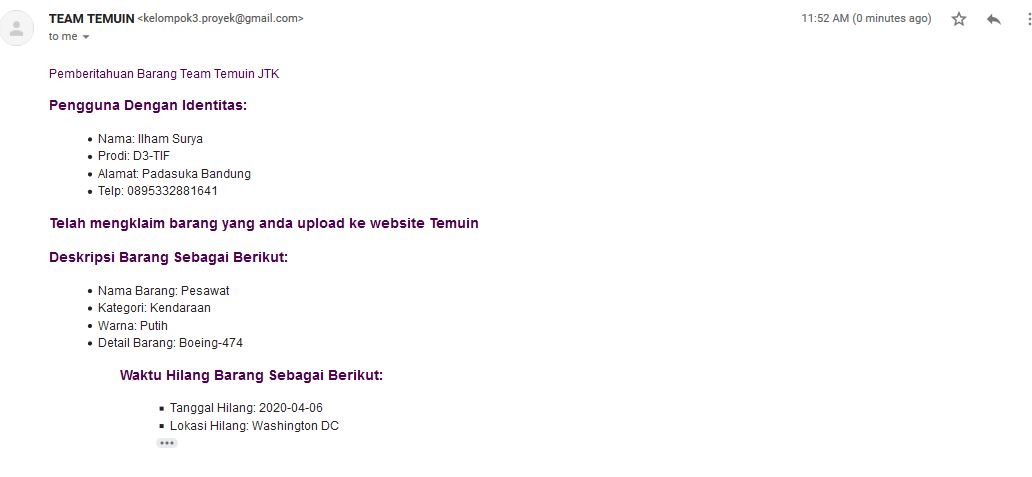 TEAM TEMUIN <kelompok3.proyek@gmail.com>
11:52 AM (0 minutes ago)
to me
Pemberitahuan Barang Team Temuin JTK
Pengguna Dengan Identitas:
Nama: Ilham Surya
Prodi: D3-TIF
Alamat: Padasuka Bandung
Telp: 0895332881641
Telah mengklaim barang yang anda upload ke website Temuin
Deskripsi Barang Sebagai Berikut:
Nama Barang: Pesawat
Kategori: Kendaraan
Warna: Putih
Detail Barang: Boeing-474
Waktu Hilang Barang Sebagai Berikut:
Tanggal Hilang: 2020-04-06
Lokasi Hilang: Washington DC